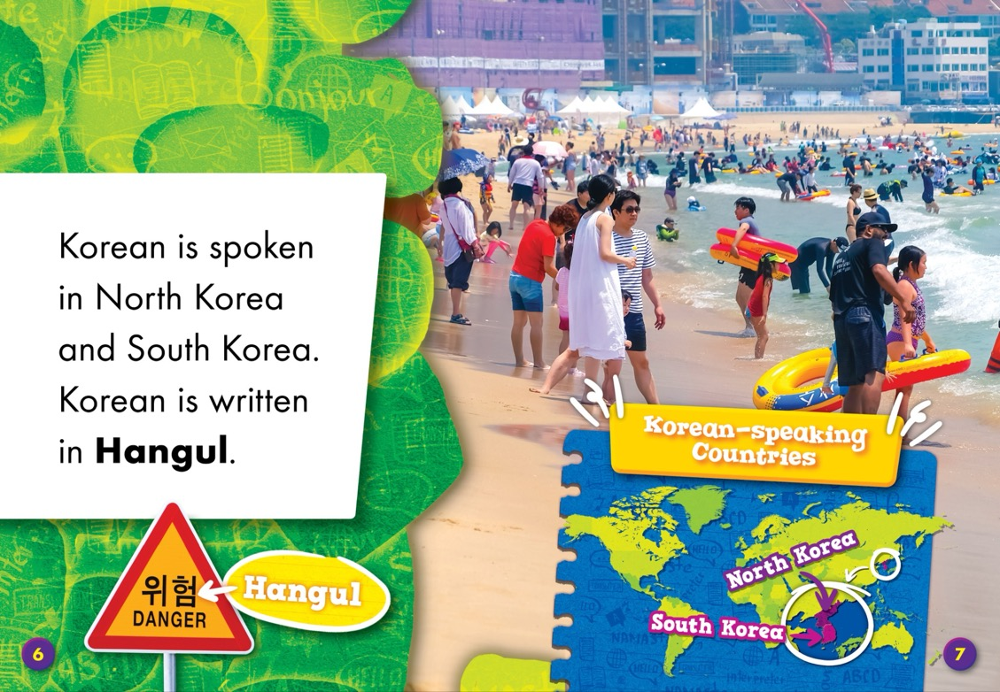 Korean is spoken
in North Korea
and South Korea.
Korean is written
in Hangul.
위험
DANGER
Hangul
6
Korean-speaking
Countries
North Korea
South Korea
7